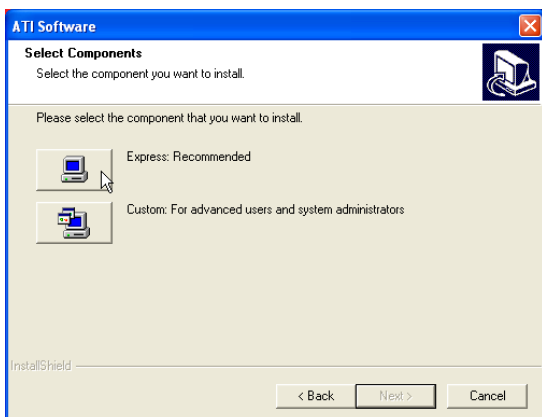 ATI Software
Select Components
Select the component you want to install.
Please select the component that you want to install.
Express: Recommended
Custom: For advanced users and system administrators
InstallShield
< Back
Next >
Cancel